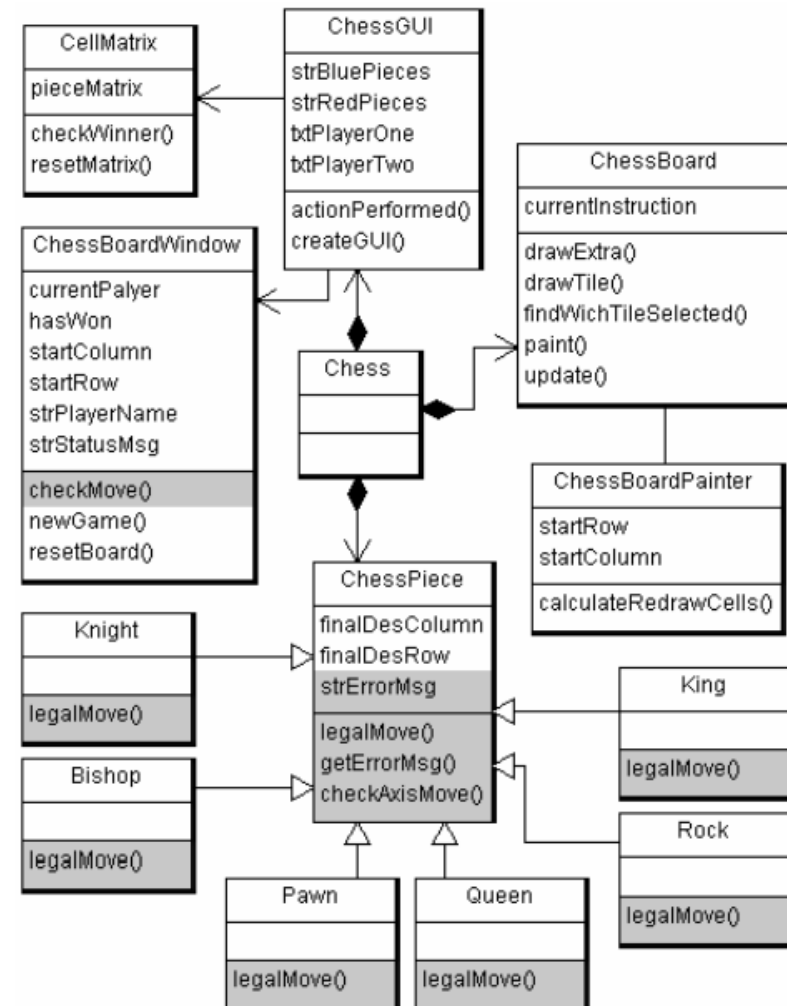 CellMatrix
pieceMatrix
checkWinner()
resetMatrix()
ChessGUI
strBluePieces
strRedPieces
txtPlayerOne
txtPlayerTwo
actionPerformed()
createGUI()
ChessBoard
currentInstruction
drawExtra()
drawTile()
findWichTileSelected()
paint()
update()
ChessBoardWindow
currentPalyer
hasWon
startColumn
startRow
strPlayerName
strStatusMsg
checkMove()
newGame()
resetBoard()
Chess
ChessBoardPainter
startRow
startColumn
calculateRedrawCells()
ChessPiece
finalDesColumn
finalDesRow
strErrorMsg
legalMove()
getErrorMsg()
checkAxisMove()
Knight
legalMove()
King
legalMove()
Bishop
legalMove()
Rock
legalMove()
Pawn
legalMove()
Queen
legalMove()